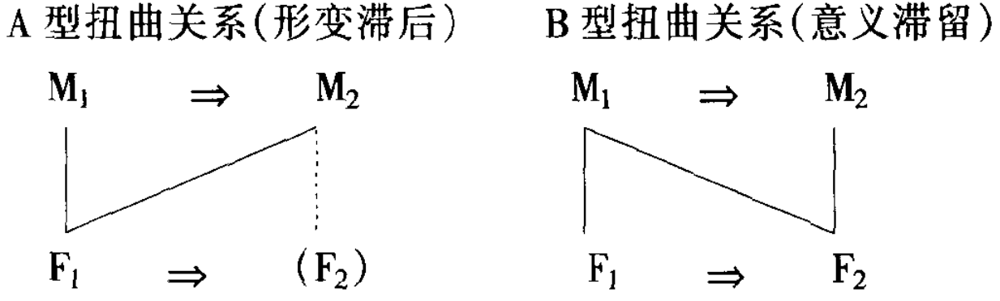 A 型扭曲关系(形变滞后) B 型扭曲关系(意义滞留)
M₁ ⇒ M₂ M₁ ⇒ M₂
F₁ ⇒ (F₂) F₁ ⇒ F₂